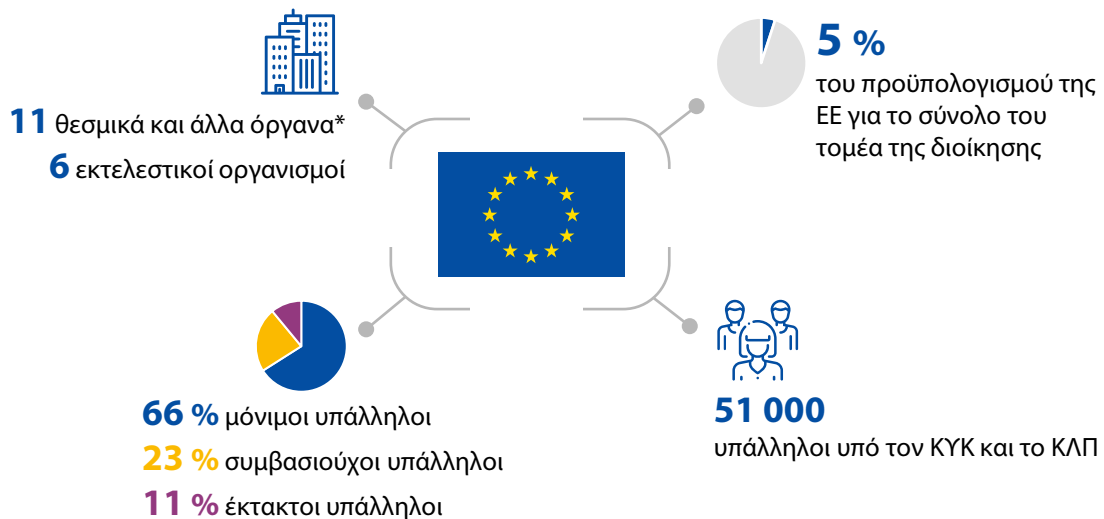 11 θεσμικά και άλλα όργανα*
6 εκτελεστικοί οργανισμοί
5 %
του προϋπολογισμού της
ΕΕ για το σύνολο του
τομέα της διοίκησης
66 % μόνιμοι υπάλληλοι
23 % συμβασιούχοι υπάλληλοι
11 % έκτακτοι υπάλληλοι
51 000
υπάλληλοι υπό τον ΚΥΚ και το ΚΛΠ